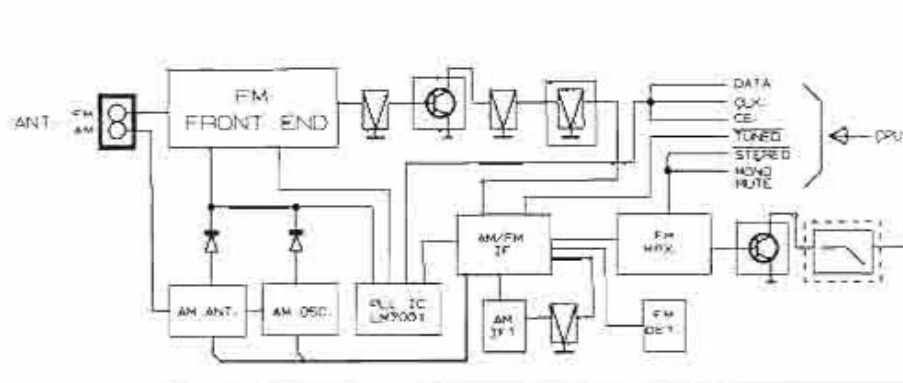 FM
FRONT END
ANT.
FM
AM
DATA
CLK
CE
TUNED
STEREO
MONO
MUTE
CPU
AM/FM
IF
FM
MPX
AM ANT.
AM OSC.
PLL IC
LM7001
AM
IFT
FM
DET.